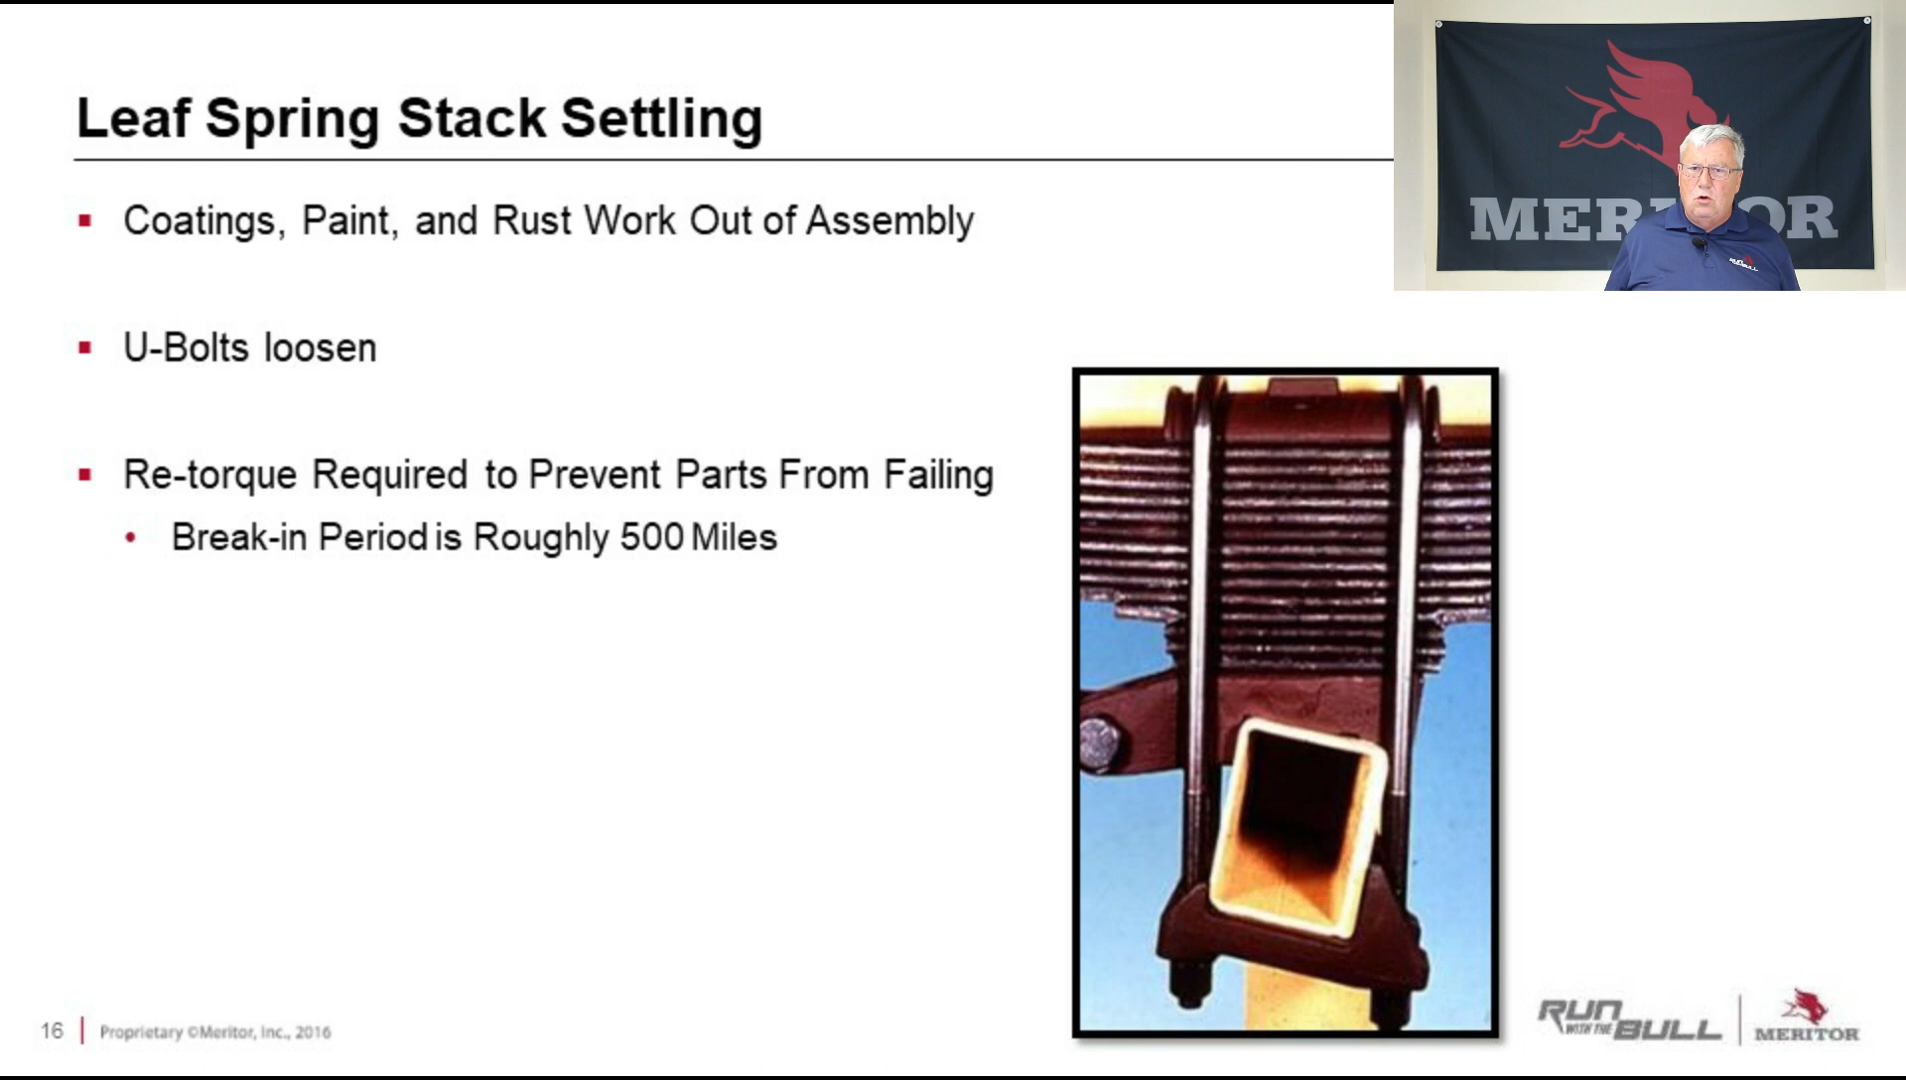 Leaf Spring Stack Settling
Coatings, Paint, and Rust Work Out of Assembly
U-Bolts loosen
Re-torque Required to Prevent Parts From Failing
Break-in Period is Roughly 500 Miles
16
Proprietary ©Meritor, Inc., 2016
RUN WITH THE BULL
MERITOR